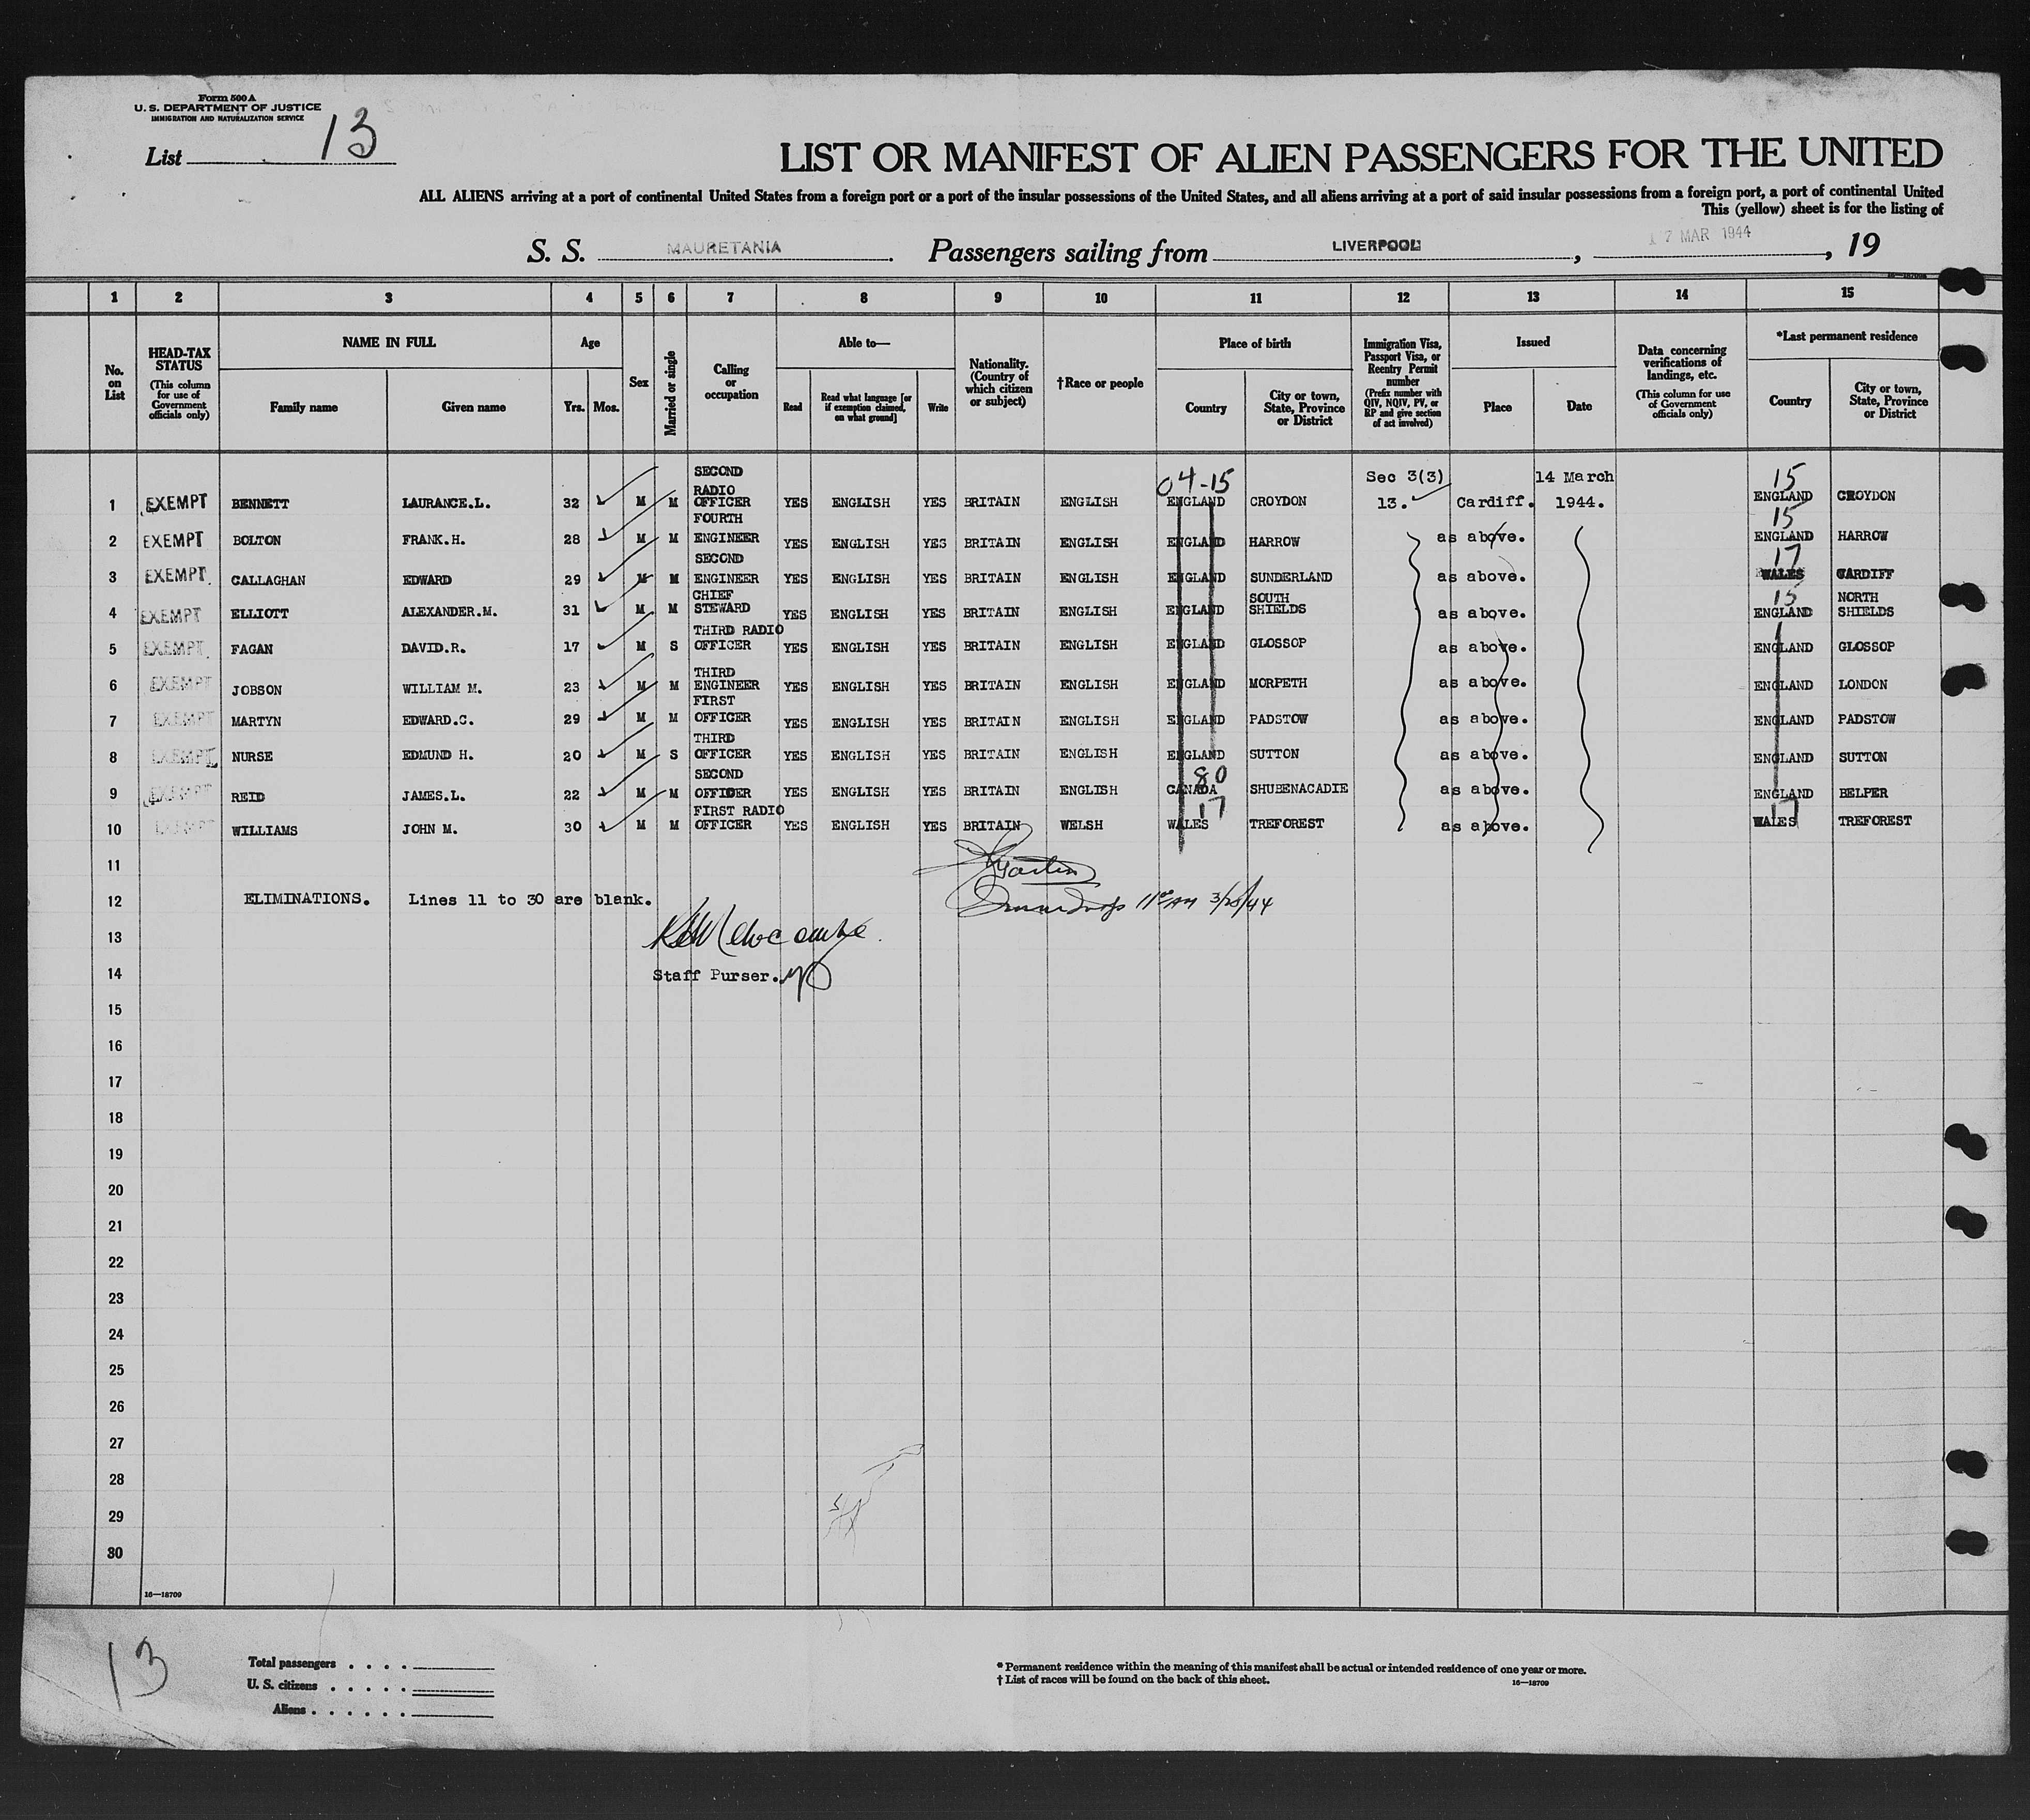 Form 500 A
U. S. DEPARTMENT OF JUSTICE
IMMIGRATION AND NATURALIZATION SERVICE
List 13
LIST OR MANIFEST OF ALIEN PASSENGERS FOR THE UNITED
ALL ALIENS arriving at a port of continental United States from a foreign port or a port of the insular possessions of the United States, and all aliens arriving at a port of said insular possessions from a foreign port, a port of continental United
This (yellow) sheet is for the listing of
S. S. MAURETANIA. Passengers sailing from LIVERPOOL, 17 MAR 1944, 19
1 2 3 4 5 6 7 8 9 10 11 12 13 14 15
No. on List
HEAD-TAX STATUS (This column for use of Government officials only)
NAME IN FULL
Family name
Given name
Age
Yrs. Mos.
Sex
Married or single
Calling or occupation
Able to—
Read
Read what language [or if exemption claimed, on what ground]
Write
Nationality. (Country of which citizen or subject)
†Race or people
Place of birth
Country
City or town, State, Province or District
Immigration Visa, Passport Visa, or Reentry Permit number (Prefix number with QIV, NQIV, PV, or RP and give section of act involved)
Issued
Place
Date
Data concerning verifications of landings, etc. (This column for use of Government officials only)
*Last permanent residence
Country
City or town, State, Province or District
04-15
15
1 EXEMPT BENNETT LAURANCE.L. 32 M M SECOND RADIO OFFICER YES ENGLISH YES BRITAIN ENGLISH ENGLAND CROYDON Sec 3(3) 13. Cardiff. 14 March 1944. ENGLAND CROYDON
15
2 EXEMPT BOLTON FRANK.H. 28 M M FOURTH ENGINEER YES ENGLISH YES BRITAIN ENGLISH ENGLAND HARROW as above. ENGLAND HARROW
17
3 EXEMPT CALLAGHAN EDWARD 29 M M SECOND ENGINEER YES ENGLISH YES BRITAIN ENGLISH ENGLAND SUNDERLAND as above. WALES CARDIFF
15
4 EXEMPT ELLIOTT ALEXANDER.M. 31 M M CHIEF STEWARD YES ENGLISH YES BRITAIN ENGLISH ENGLAND SOUTH SHIELDS as above. ENGLAND NORTH SHIELDS
5 EXEMPT FAGAN DAVID.R. 17 M S THIRD RADIO OFFICER YES ENGLISH YES BRITAIN ENGLISH ENGLAND GLOSSOP as above. ENGLAND GLOSSOP
6 EXEMPT JOBSON WILLIAM M. 23 M M THIRD ENGINEER YES ENGLISH YES BRITAIN ENGLISH ENGLAND MORPETH as above. ENGLAND LONDON
7 EXEMPT MARTYN EDWARD.C. 29 M M FIRST OFFICER YES ENGLISH YES BRITAIN ENGLISH ENGLAND PADSTOW as above. ENGLAND PADSTOW
8 EXEMPT NURSE EDMUND H. 20 M S THIRD OFFICER YES ENGLISH YES BRITAIN ENGLISH ENGLAND SUTTON as above. ENGLAND SUTTON
80
9 EXEMPT REID JAMES.L. 22 M M SECOND OFFICER YES ENGLISH YES BRITAIN ENGLISH CANADA SHUBENACADIE as above. ENGLAND BELPER
17 17
10 EXEMPT WILLIAMS JOHN M. 30 M M FIRST RADIO OFFICER YES ENGLISH YES BRITAIN WELSH WALES TREFOREST as above. WALES TREFOREST
11
12 ELIMINATIONS. Lines 11 to 30 are blank. 3/28/44
13
14 Staff Purser.
15
16
17
18
19
20
21
22
23
24
25
26
27
28
29
30
16—18709
13
Total passengers
U. S. citizens
Aliens
* Permanent residence within the meaning of this manifest shall be actual or intended residence of one year or more.
† List of races will be found on the back of this sheet.
16—18709